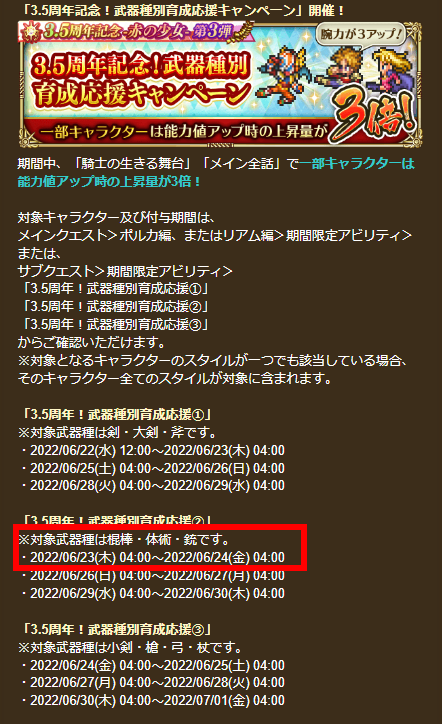 「3.5周年記念！武器種別育成応援キャンペーン」開催！
3.5周年記念-赤の少女-第3弾
腕力が3アップ！
3.5周年記念！武器種別
育成応援キャンペーン
一部キャラクターは能力値アップ時の上昇量が
3倍！
期間中、「騎士の生きる舞台」「メイン全話」で一部キャラクターは
能力値アップ時の上昇量が3倍！
対象キャラクター及び付与期間は、
メインクエスト＞ポルカ編、またはリアム編＞期間限定アビリティ＞
または、
サブクエスト＞期間限定アビリティ＞
「3.5周年！武器種別育成応援①」
「3.5周年！武器種別育成応援②」
「3.5周年！武器種別育成応援③」
からご確認いただけます。
※対象となるキャラクターのスタイルが一つでも該当している場合、
そのキャラクター全てのスタイルが対象に含まれます。
「3.5周年！武器種別育成応援①」
※対象武器種は剣・大剣・斧です。
・2022/06/22(水) 12:00～2022/06/23(木) 04:00
・2022/06/25(土) 04:00～2022/06/26(日) 04:00
・2022/06/28(火) 04:00～2022/06/29(水) 04:00
「3.5周年！武器種別育成応援②」
※対象武器種は棍棒・体術・銃です。
・2022/06/23(木) 04:00～2022/06/24(金) 04:00
・2022/06/26(日) 04:00～2022/06/27(月) 04:00
・2022/06/29(水) 04:00～2022/06/30(木) 04:00
「3.5周年！武器種別育成応援③」
※対象武器種は小剣・槍・弓・杖です。
・2022/06/24(金) 04:00～2022/06/25(土) 04:00
・2022/06/27(月) 04:00～2022/06/28(火) 04:00
・2022/06/30(木) 04:00～2022/07/01(金) 04:00